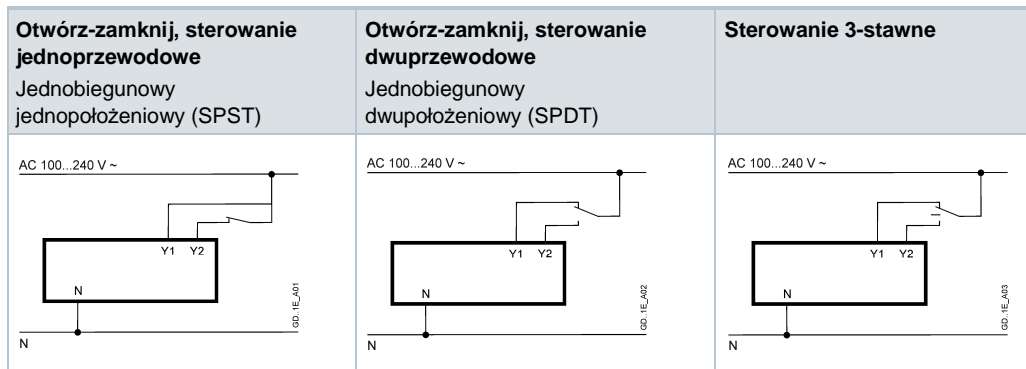 Otwórz-zamknij, sterowanie
jednoprzewodowe
Jednobiegunowy
jednopołożeniowy (SPST)
Otwórz-zamknij, sterowanie
dwuprzewodowe
Jednobiegunowy
dwupołożeniowy (SPDT)
Sterowanie 3-stawne
AC 100...240 V ~
Y1 Y2
N
N
GD..1E_A01
AC 100...240 V ~
Y1 Y2
N
N
GD..1E_A02
AC 100...240 V ~
Y1 Y2
N
N
GD..1E_A03